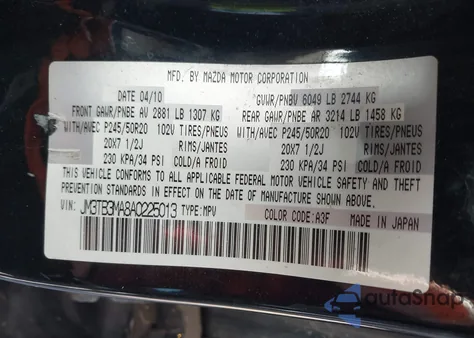 MFD. BY MAZDA MOTOR CORPORATION
DATE 04/10 GVWR/PNBV 6049 LB 2744 KG
FRONT GAWR/PNBE AV 2881 LB 1307 KG REAR GAWR/PNBE AR 3214 LB 1458 KG
WITH/AVEC P245/50R20 102V TIRES/PNEUS WITH/AVEC P245/50R20 102V TIRES/PNEUS
20X7 1/2J RIMS/JANTES 20X7 1/2J RIMS/JANTES
230 KPA/34 PSI COLD/A FROID 230 KPA/34 PSI COLD/A FROID
THIS VEHICLE CONFORMS TO ALL APPLICABLE FEDERAL MOTOR VEHICLE SAFETY AND THEFT
PREVENTION STANDARDS IN EFFECT ON THE DATE OF MANUFACTURE SHOWN ABOVE.
VIN: JM3TB3MA8A0225013 TYPE:MPV COLOR CODE: A3F MADE IN JAPAN
autoSnap